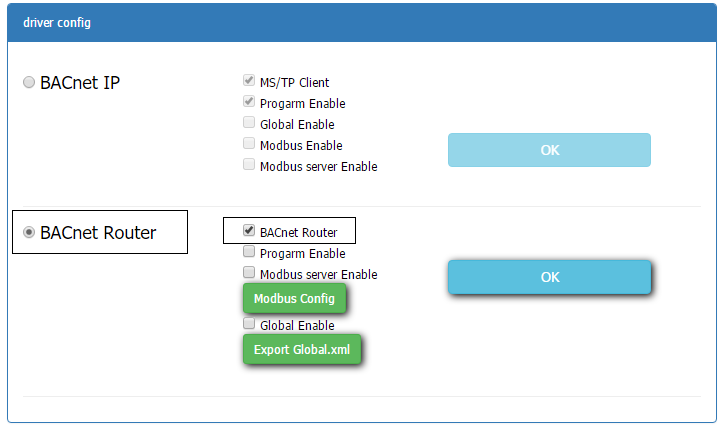 driver config
BACnet IP
MS/TP Client
Progarm Enable
Global Enable
Modbus Enable
Modbus server Enable
OK
BACnet Router
BACnet Router
Progarm Enable
Modbus server Enable
Modbus Config
Global Enable
Export Global.xml
OK